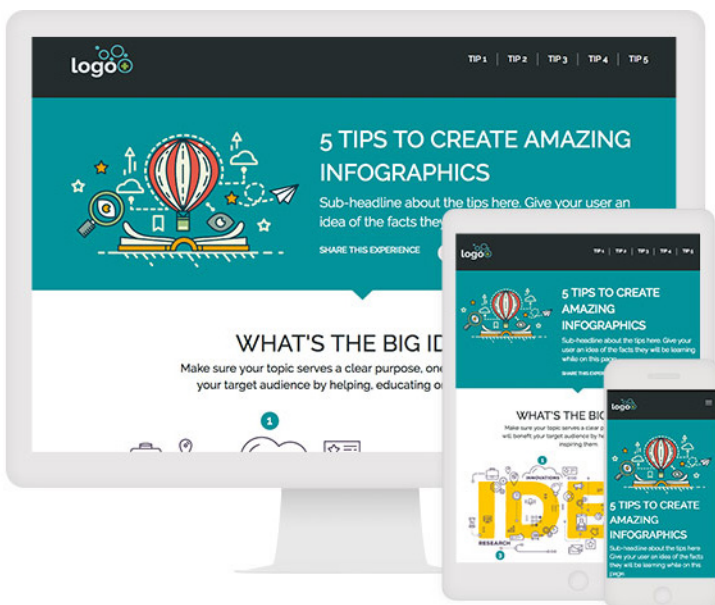 logo
TIP 1 | TIP 2 | TIP 3 | TIP 4 | TIP 5
5 TIPS TO CREATE AMAZING
INFOGRAPHICS
Sub-headline about the tips here. Give your user an
idea of the facts they
SHARE THIS EXPERIENCE
WHAT'S THE BIG ID
Make sure your topic serves a clear purpose, one
your target audience by helping, educating o
1
logo
TIP 1 | TIP 2 | TIP 3 | TIP 4 | TIP 5
5 TIPS TO CREATE
AMAZING
INFOGRAPHICS
Sub-headline about the tips here. Give your
user an idea of the facts they will be learning
while on this page.
SHARE THIS EXPE
WHAT'S THE BIG
Make sure your topic serves a clear p
will benefit your target audience by he
inspiring them.
1
INNOVATIONS
IDE
RESEARCH
3
logo
5 TIPS TO CREATE
AMAZING
INFOGRAPHICS
Sub-headline about the tips here.
Give your user an idea of the facts
they will be learning while on this
page.